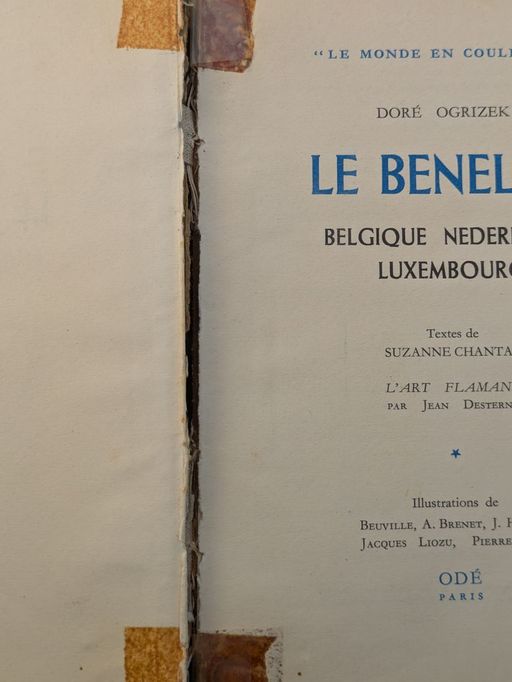 "LE MONDE EN COUL
DORÉ OGRIZEK
LE BENEL
BELGIQUE NEDER
LUXEMBOURG
Textes de
SUZANNE CHANTA
L'ART FLAMAN
PAR JEAN DESTERN
★
Illustrations de
BEUVILLE, A. BRENET, J. H
JACQUES LIOZU, PIERRE
ODÉ
PARIS